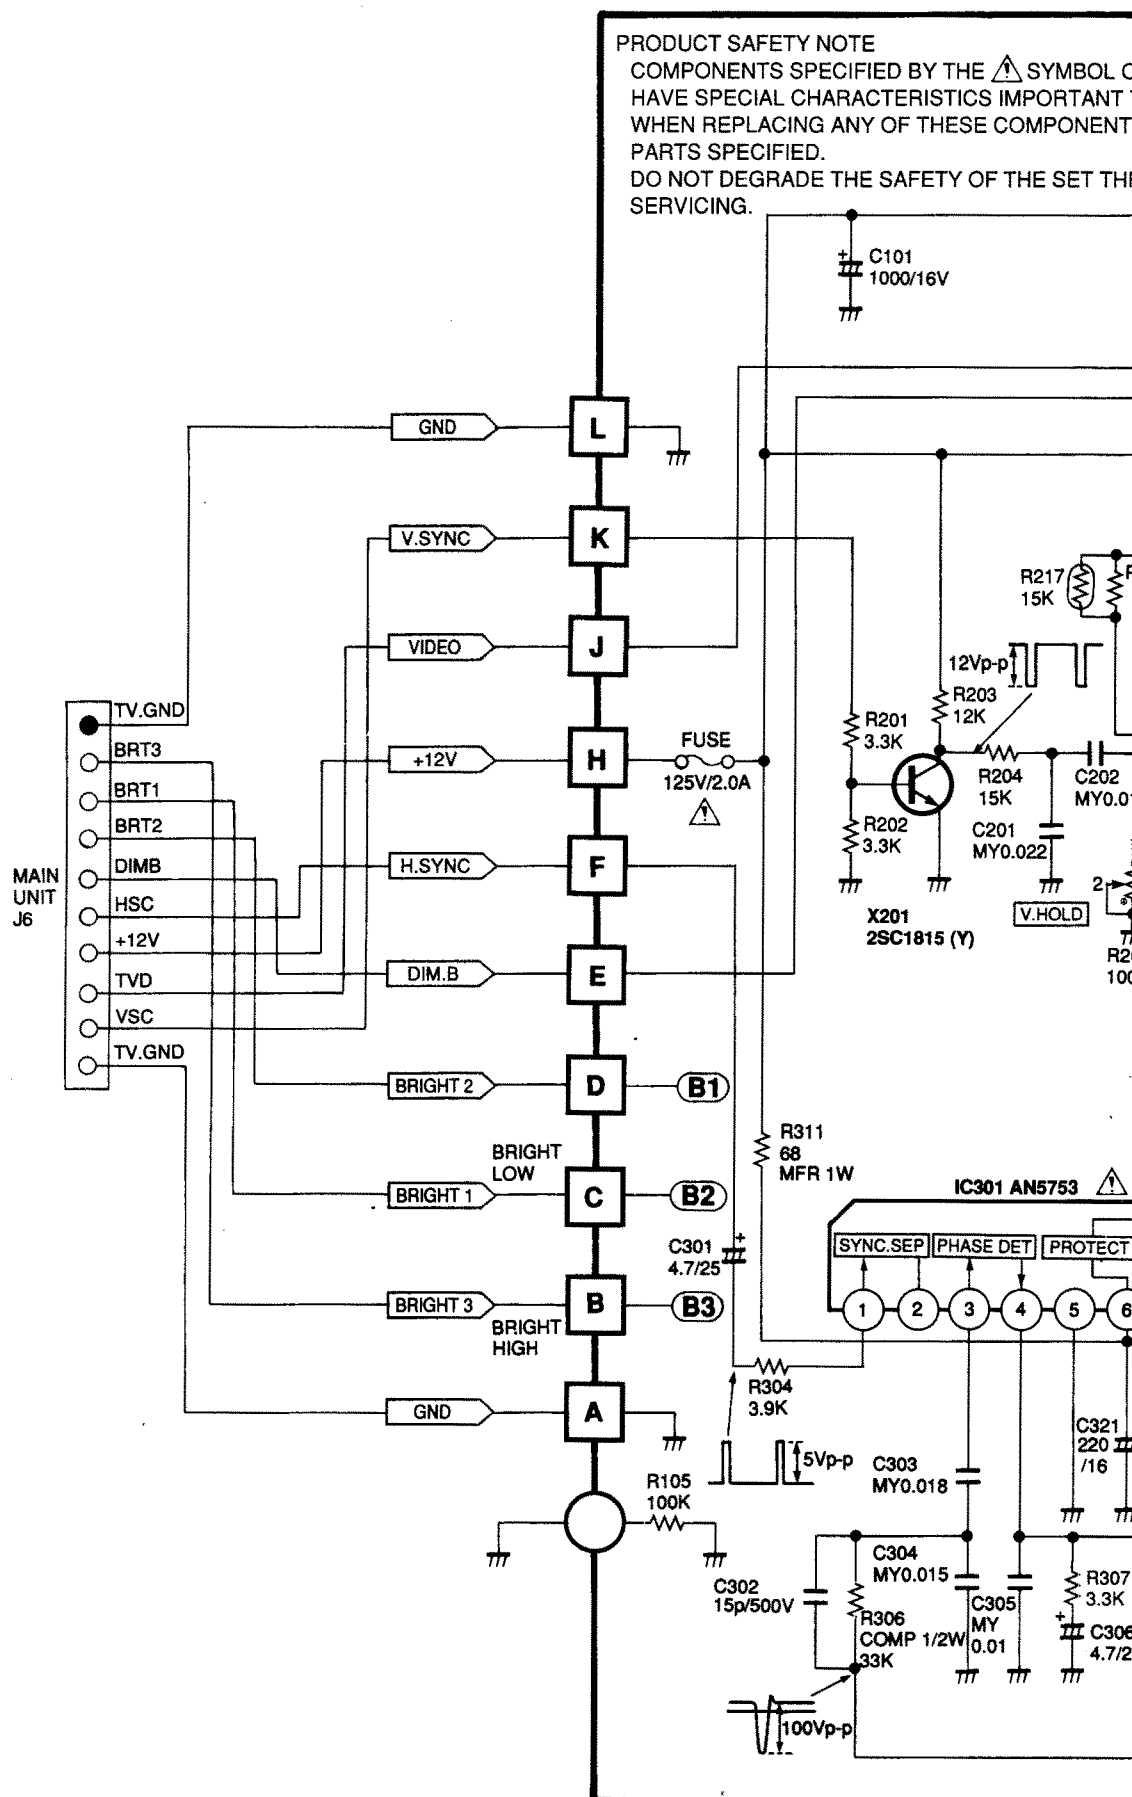 PRODUCT SAFETY NOTE
COMPONENTS SPECIFIED BY THE ⚠ SYMBOL
HAVE SPECIAL CHARACTERISTICS IMPORTANT
WHEN REPLACING ANY OF THESE COMPONENT
PARTS SPECIFIED.
DO NOT DEGRADE THE SAFETY OF THE SET
SERVICING.
+
C101
1000/16V
GND
L
V.SYNC
K
R217
15K
VIDEO
J
12Vp-p
R203
12K
TV.GND
BRT3
BRT1
BRT2
DIMB
HSC
+12V
TVD
VSC
TV.GND
MAIN
UNIT
J6
+12V
H
FUSE
125V/2.0A
R201
3.3K
R202
3.3K
R204
15K
C202
MY0.01
C201
MY0.022
H.SYNC
F
X201
2SC1815 (Y)
V.HOLD
2
DIM.B
E
BRIGHT 2
D
B1
R311
68
MFR 1W
BRIGHT
LOW
BRIGHT 1
C
B2
IC301 AN5753
C301
4.7/25
+
SYNC.SEP
PHASE DET
PROTECT
1
2
3
4
5
6
BRIGHT 3
B
B3
BRIGHT
HIGH
R304
3.9K
GND
A
5Vp-p
C321
220
/16
C303
MY0.018
R105
100K
C304
MY0.015
C302
15p/500V
R306
COMP 1/2W
33K
C305
MY
0.01
R307
3.3K
+
C306
100Vp-p